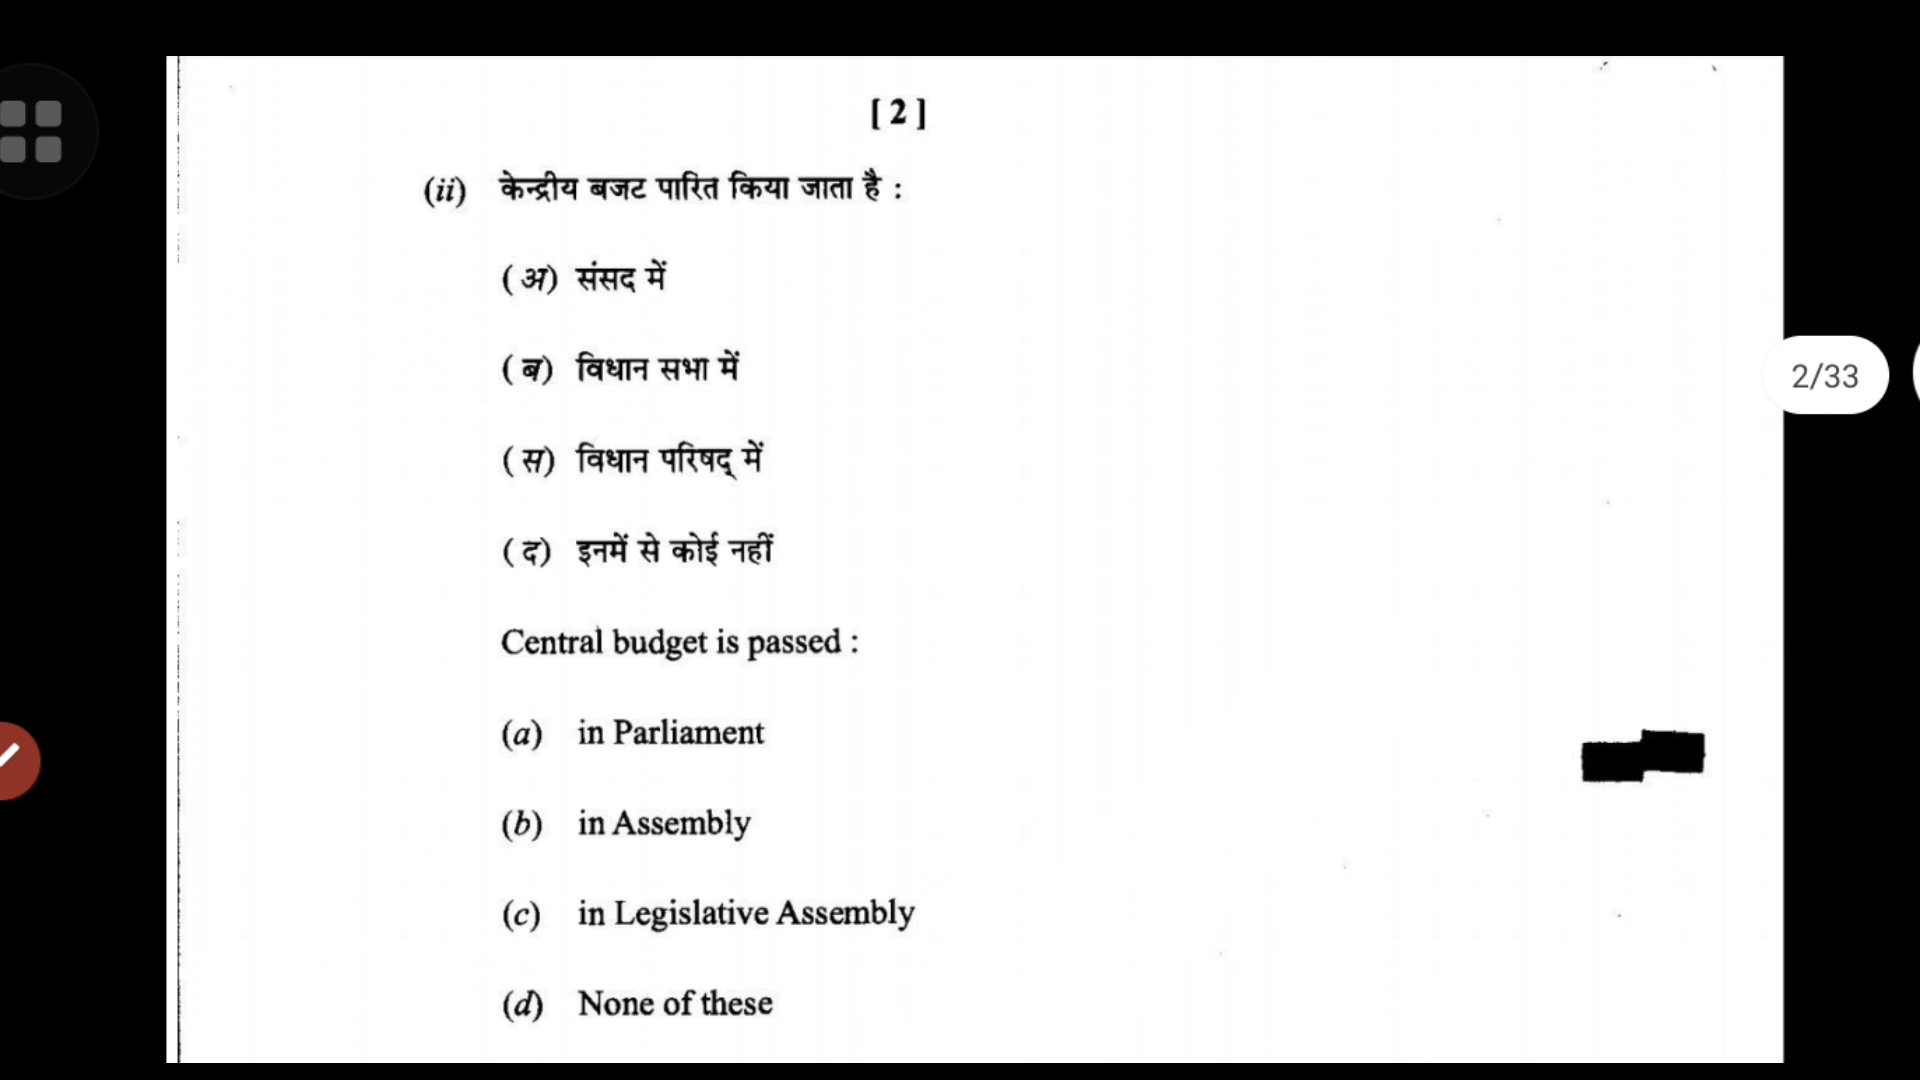 [ 2 ]
(ii) केन्द्रीय बजट पारित किया जाता है :
(अ) संसद में
(ब) विधान सभा में
(स) विधान परिषद् में
(द) इनमें से कोई नहीं
Central budget is passed :
(a) in Parliament
(b) in Assembly
(c) in Legislative Assembly
(d) None of these
2/33